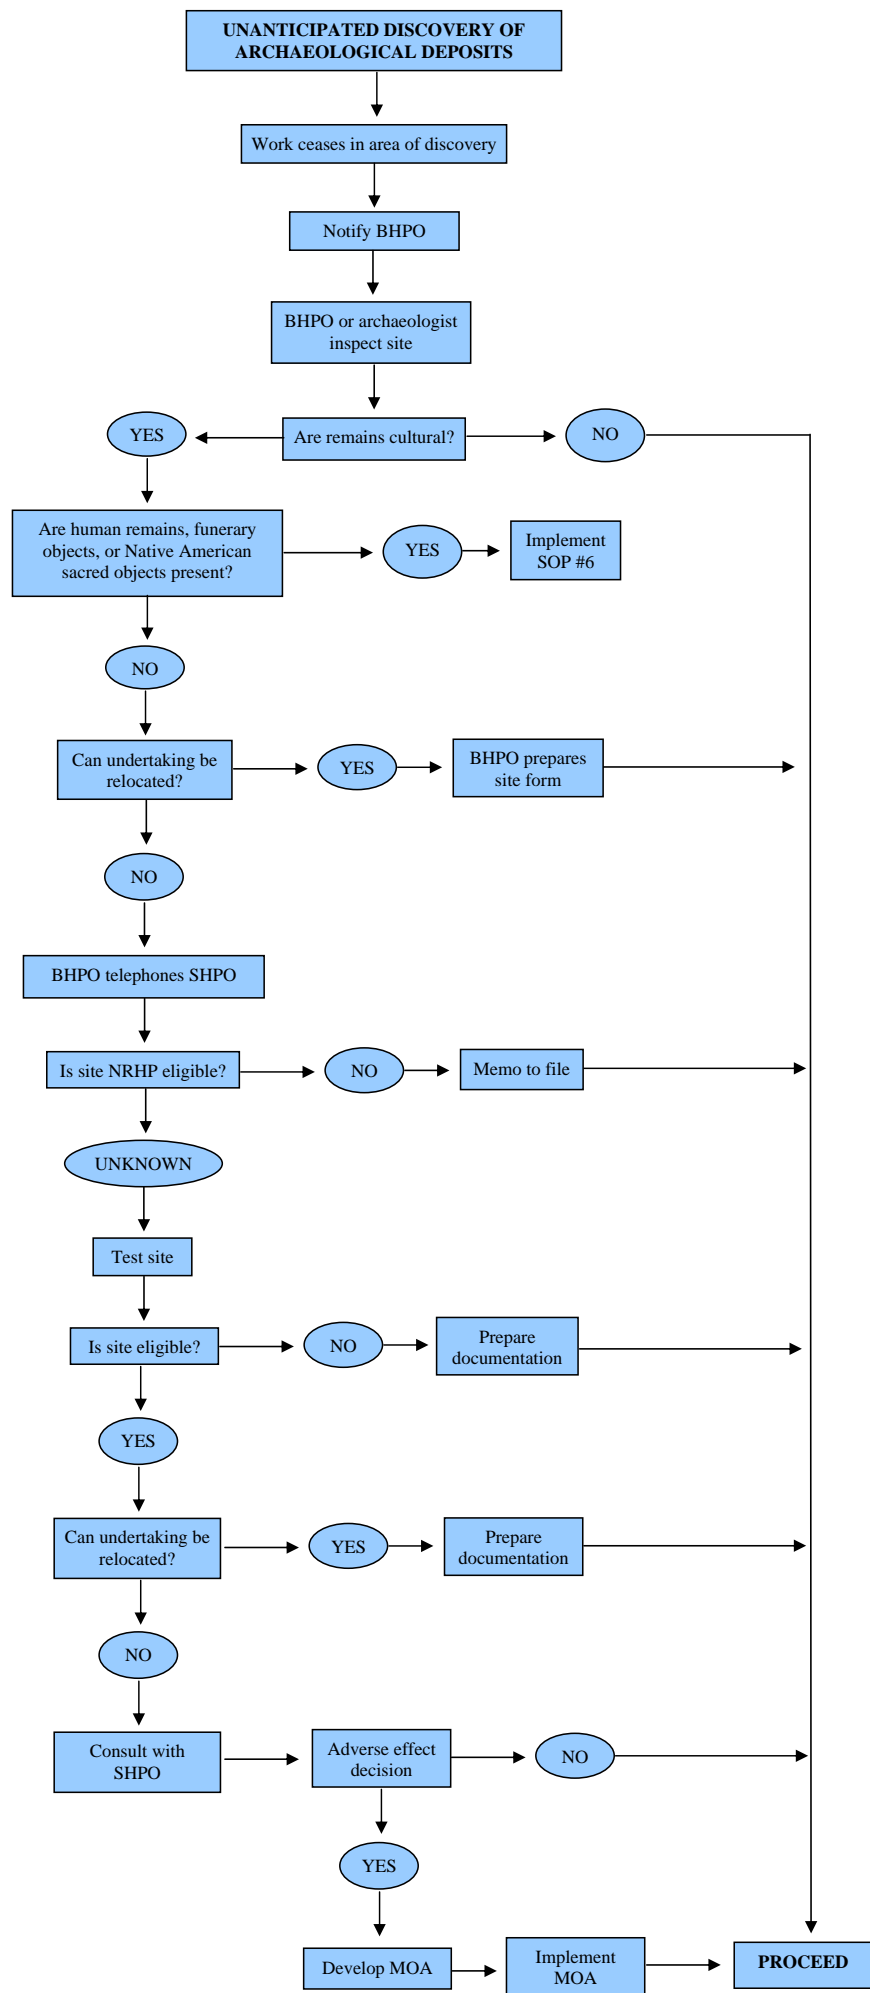 UNANTICIPATED DISCOVERY OF
ARCHAEOLOGICAL DEPOSITS
Work ceases in area of discovery
Notify BHPO
BHPO or archaeologist
inspect site
YES
Are remains cultural?
NO
Are human remains, funerary
objects, or Native American
sacred objects present?
YES
Implement
SOP #6
NO
Can undertaking be
relocated?
YES
BHPO prepares
site form
NO
BHPO telephones SHPO
Is site NRHP eligible?
NO
Memo to file
UNKNOWN
Test site
Is site eligible?
NO
Prepare
documentation
YES
Can undertaking be
relocated?
YES
Prepare
documentation
NO
Consult with
SHPO
Adverse effect
decision
NO
YES
Develop MOA
Implement
MOA
PROCEED